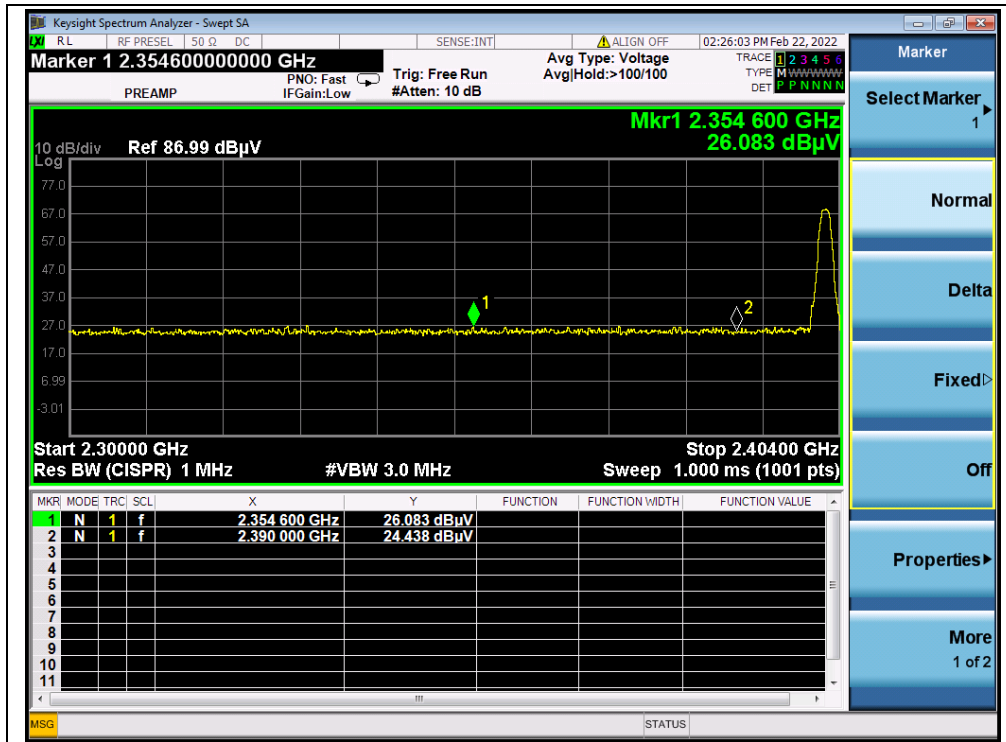 Keysight Spectrum Analyzer - Swept SA
LXI RL RF PRESEL 50 Ω DC SENSE:INT ALIGN OFF 02:26:03 PM Feb 22, 2022
Marker 1 2.354600000000 GHz
PREAMP
PNO: Fast
IFGain:Low
Trig: Free Run
#Atten: 10 dB
Avg Type: Voltage
Avg|Hold:>100/100
TRACE 1 2 3 4 5 6
TYPE M W W W W W
DET P P N N N N
Mkr1 2.354 600 GHz
26.083 dBµV
10 dB/div Ref 86.99 dBµV
Log
77.0
67.0
57.0
47.0
37.0
27.0
17.0
6.99
-3.01
1
2
Start 2.30000 GHz Stop 2.40400 GHz
Res BW (CISPR) 1 MHz #VBW 3.0 MHz Sweep 1.000 ms (1001 pts)
MKR MODE TRC SCL X Y FUNCTION FUNCTION WIDTH FUNCTION VALUE
1 N 1 f 2.354 600 GHz 26.083 dBµV
2 N 1 f 2.390 000 GHz 24.438 dBµV
3
4
5
6
7
8
9
10
11
MSG STATUS
Marker
Select Marker
1
Normal
Delta
Fixed
Off
Properties
More
1 of 2